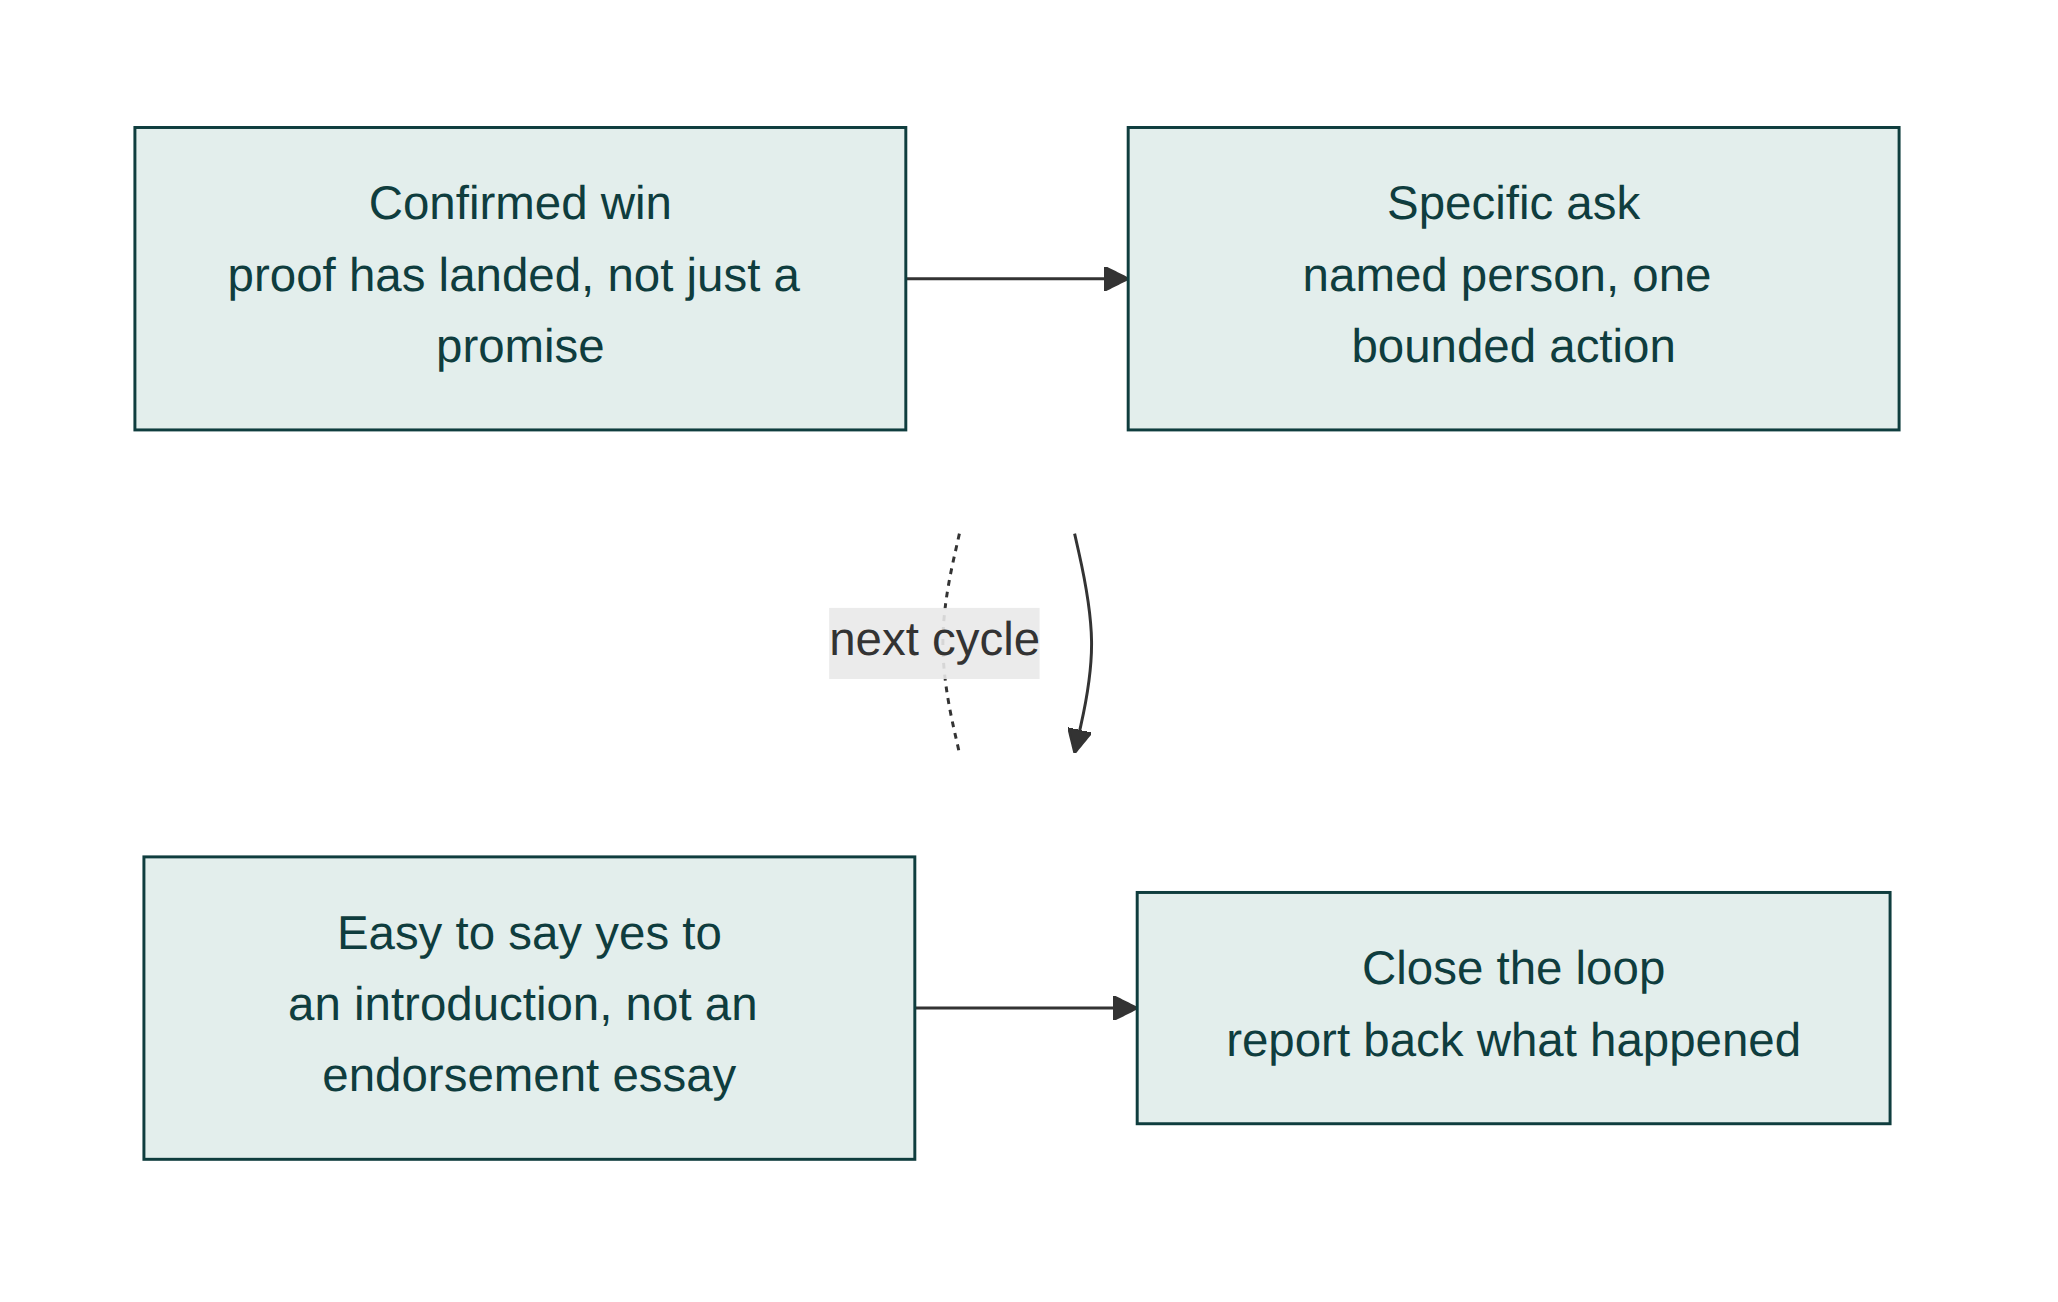 Confirmed win
proof has landed, not just a
promise
Specific ask
named person, one
bounded action
next cycle
Easy to say yes to
an introduction, not an
endorsement essay
Close the loop
report back what happened